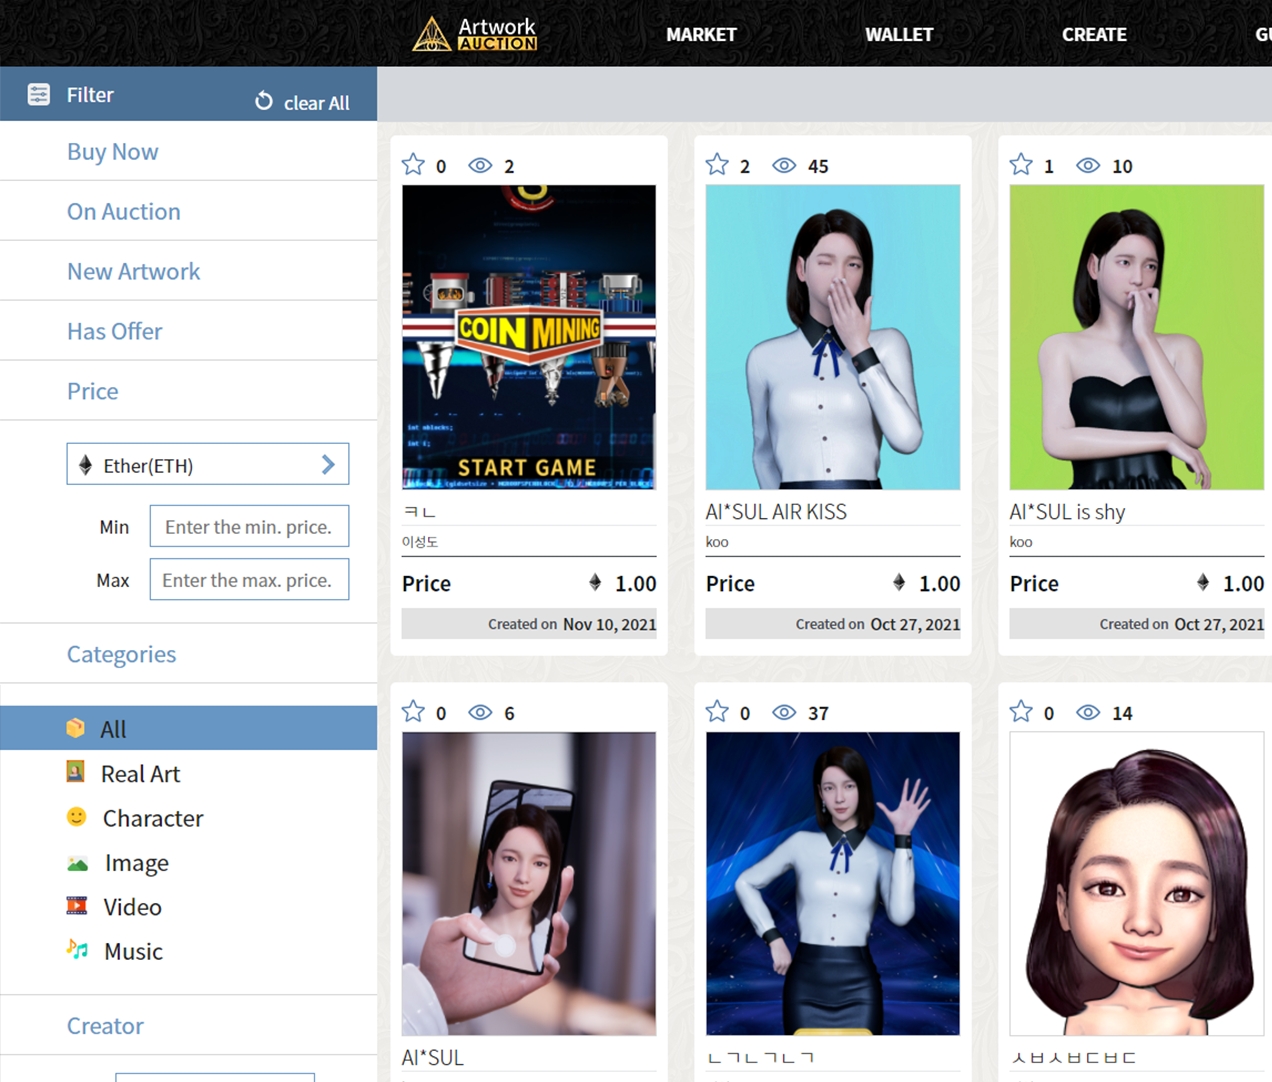 Artwork
AUCTION
MARKET
WALLET
CREATE
Filter
clear All
Buy Now
On Auction
New Artwork
Has Offer
Price
Ether(ETH)
Min
Enter the min. price.
Max
Enter the max. price.
Categories
All
Real Art
Character
Image
Video
Music
Creator
0 2
COIN MINING
int nblocks;
int i;
START GAME
ㅋㄴ
이성도
Price 1.00
Created on Nov 10, 2021
2 45
AI*SUL AIR KISS
koo
Price 1.00
Created on Oct 27, 2021
1 10
AI*SUL is shy
koo
Price 1.00
Created on Oct 27, 2021
0 6
AI*SUL
0 37
ㄴㄱㄴㄱㄴㄱ
0 14
ㅅㅂㅅㅂㄷㅂㄷ